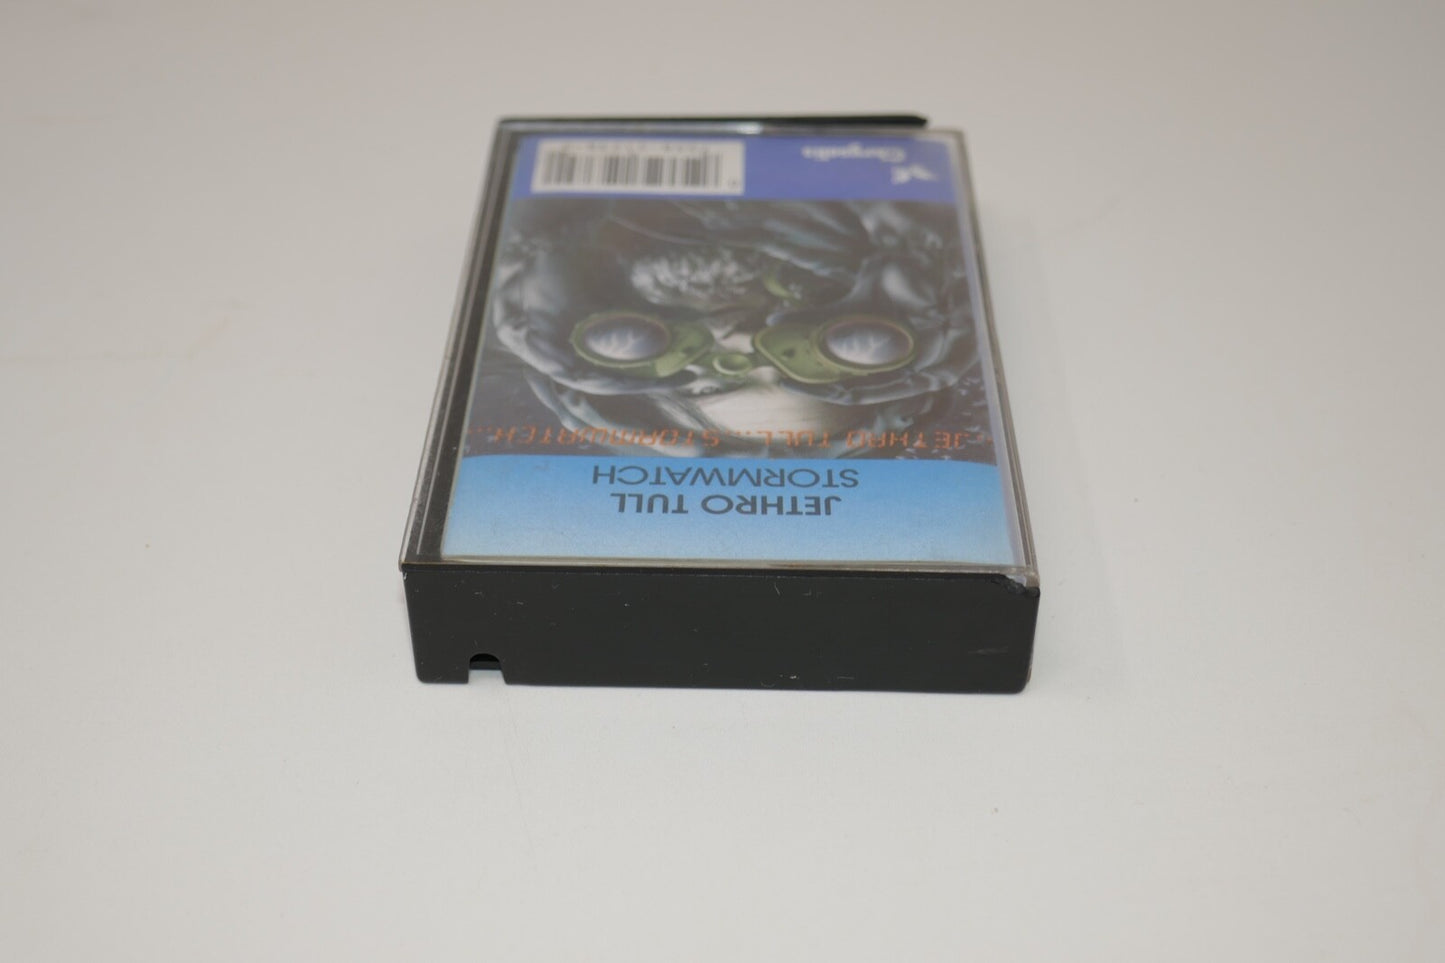 JETHRO TULL
STORMWATCH
JETHRO TULL... STORMWATCH...
Chrysalis